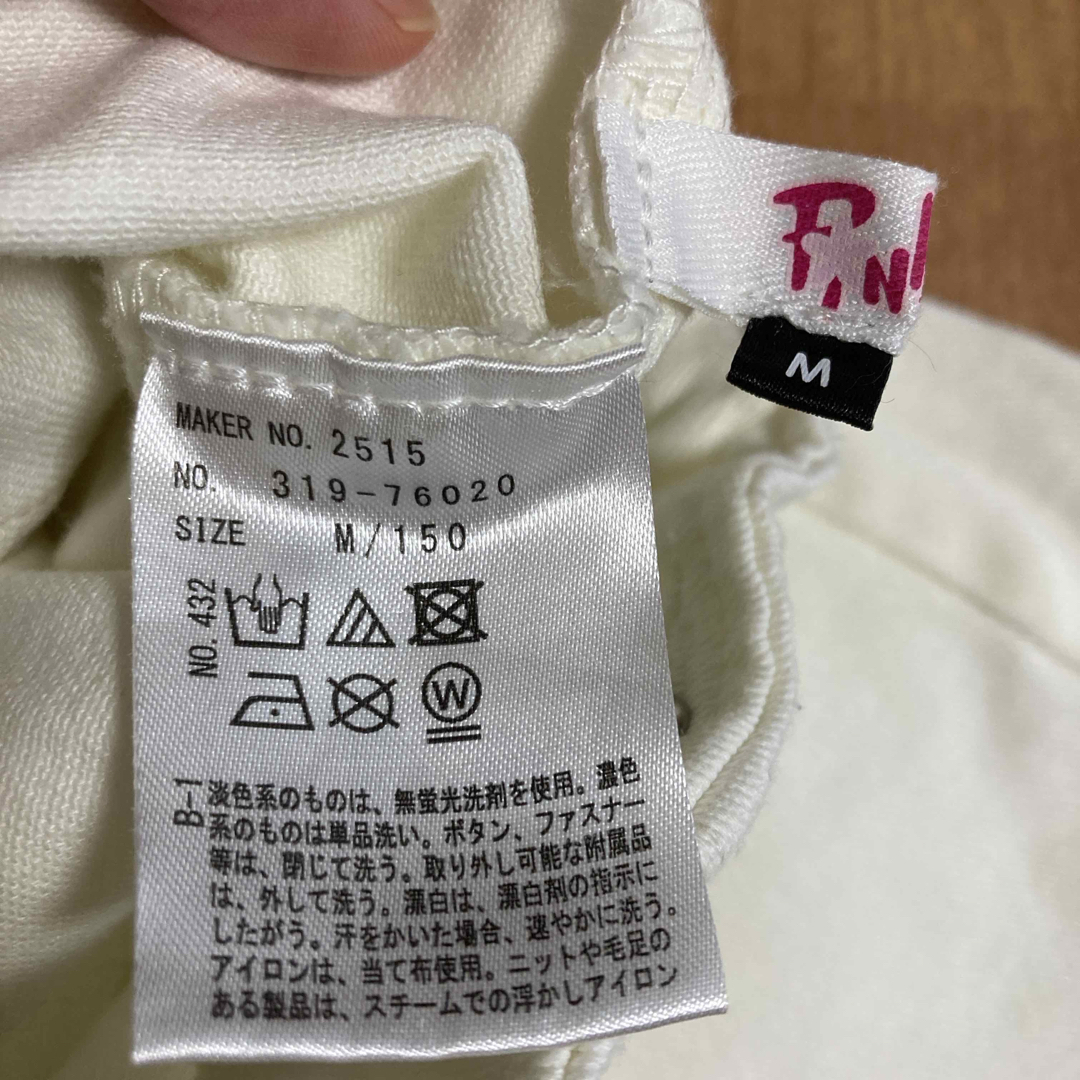 M
MAKER NO. 2515
NO. 319-76020
SIZE M/150
NO. 432
W
B-1
淡色系のものは、無蛍光洗剤を使用。濃色
系のものは単品洗い。ボタン、ファスナー
等は、閉じて洗う。取り外し可能な附属品
は、外して洗う。漂白は、漂白剤の指示に
したがう。汗をかいた場合、速やかに洗う。
アイロンは、当て布使用。ニットや毛足の
ある製品は、スチームでの浮かしアイロン